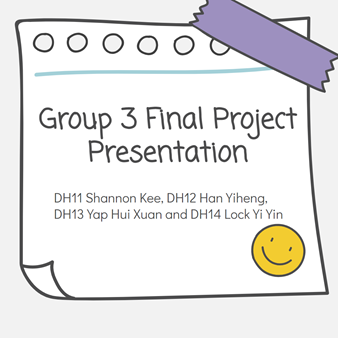 Group 3 Final Project
Presentation
DH11 Shannon Kee, DH12 Han Yiheng,
DH13 Yap Hui Xuan and DH14 Lock Yi Yin